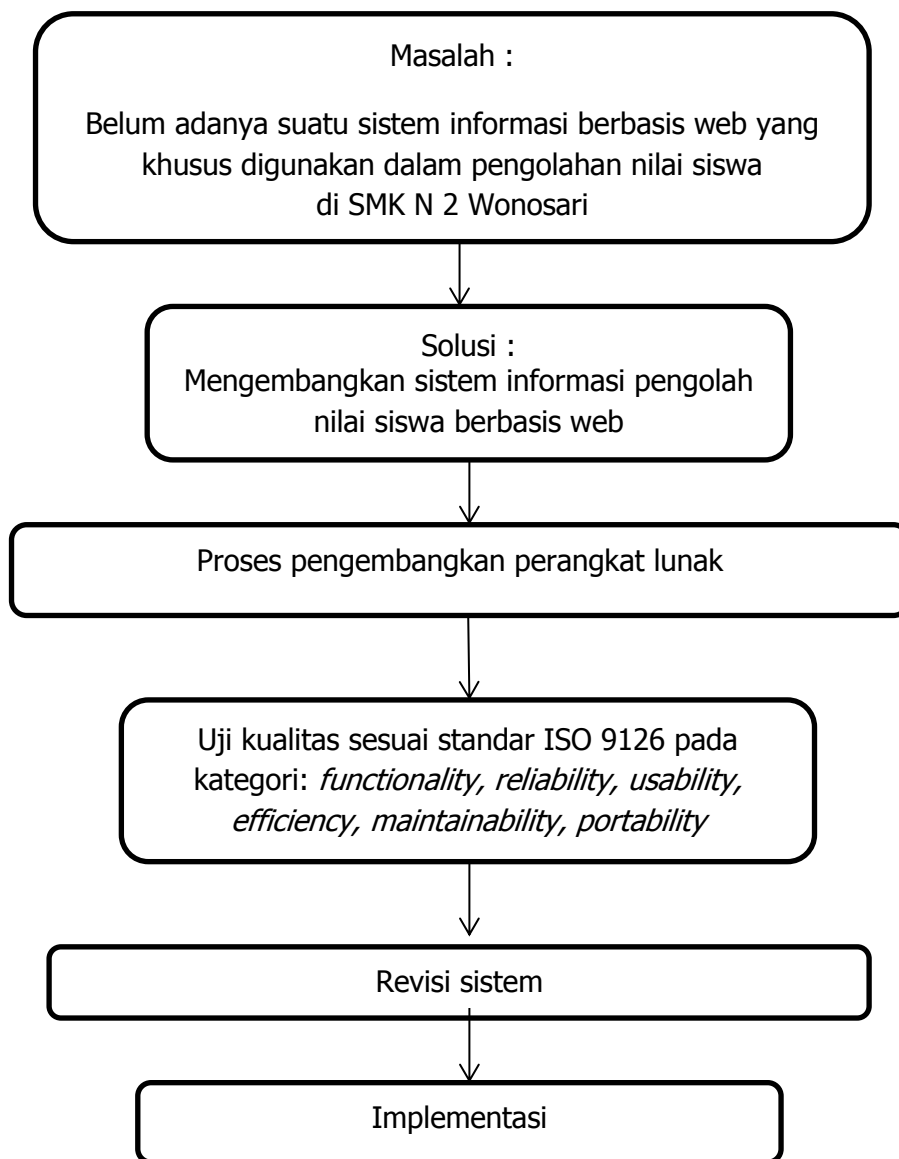 Masalah :
Belum adanya suatu sistem informasi berbasis web yang
khusus digunakan dalam pengolahan nilai siswa
di SMK N 2 Wonosari
Solusi :
Mengembangkan sistem informasi pengolah
nilai siswa berbasis web
Proses pengembangkan perangkat lunak
Uji kualitas sesuai standar ISO 9126 pada
kategori: functionality, reliability, usability,
efficiency, maintainability, portability
Revisi sistem
Implementasi